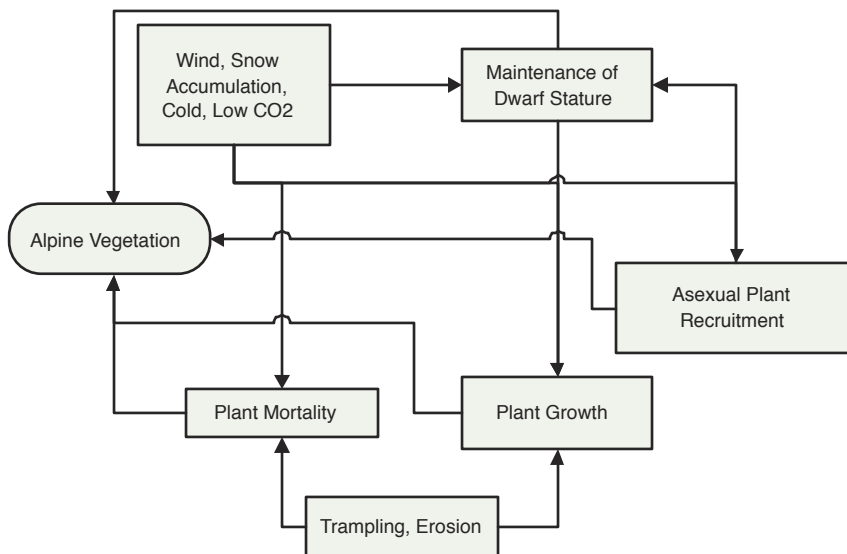 Wind, Snow
Accumulation,
Cold, Low CO2
Maintenance of
Dwarf Stature
Alpine Vegetation
Asexual Plant
Recruitment
Plant Mortality
Plant Growth
Trampling, Erosion